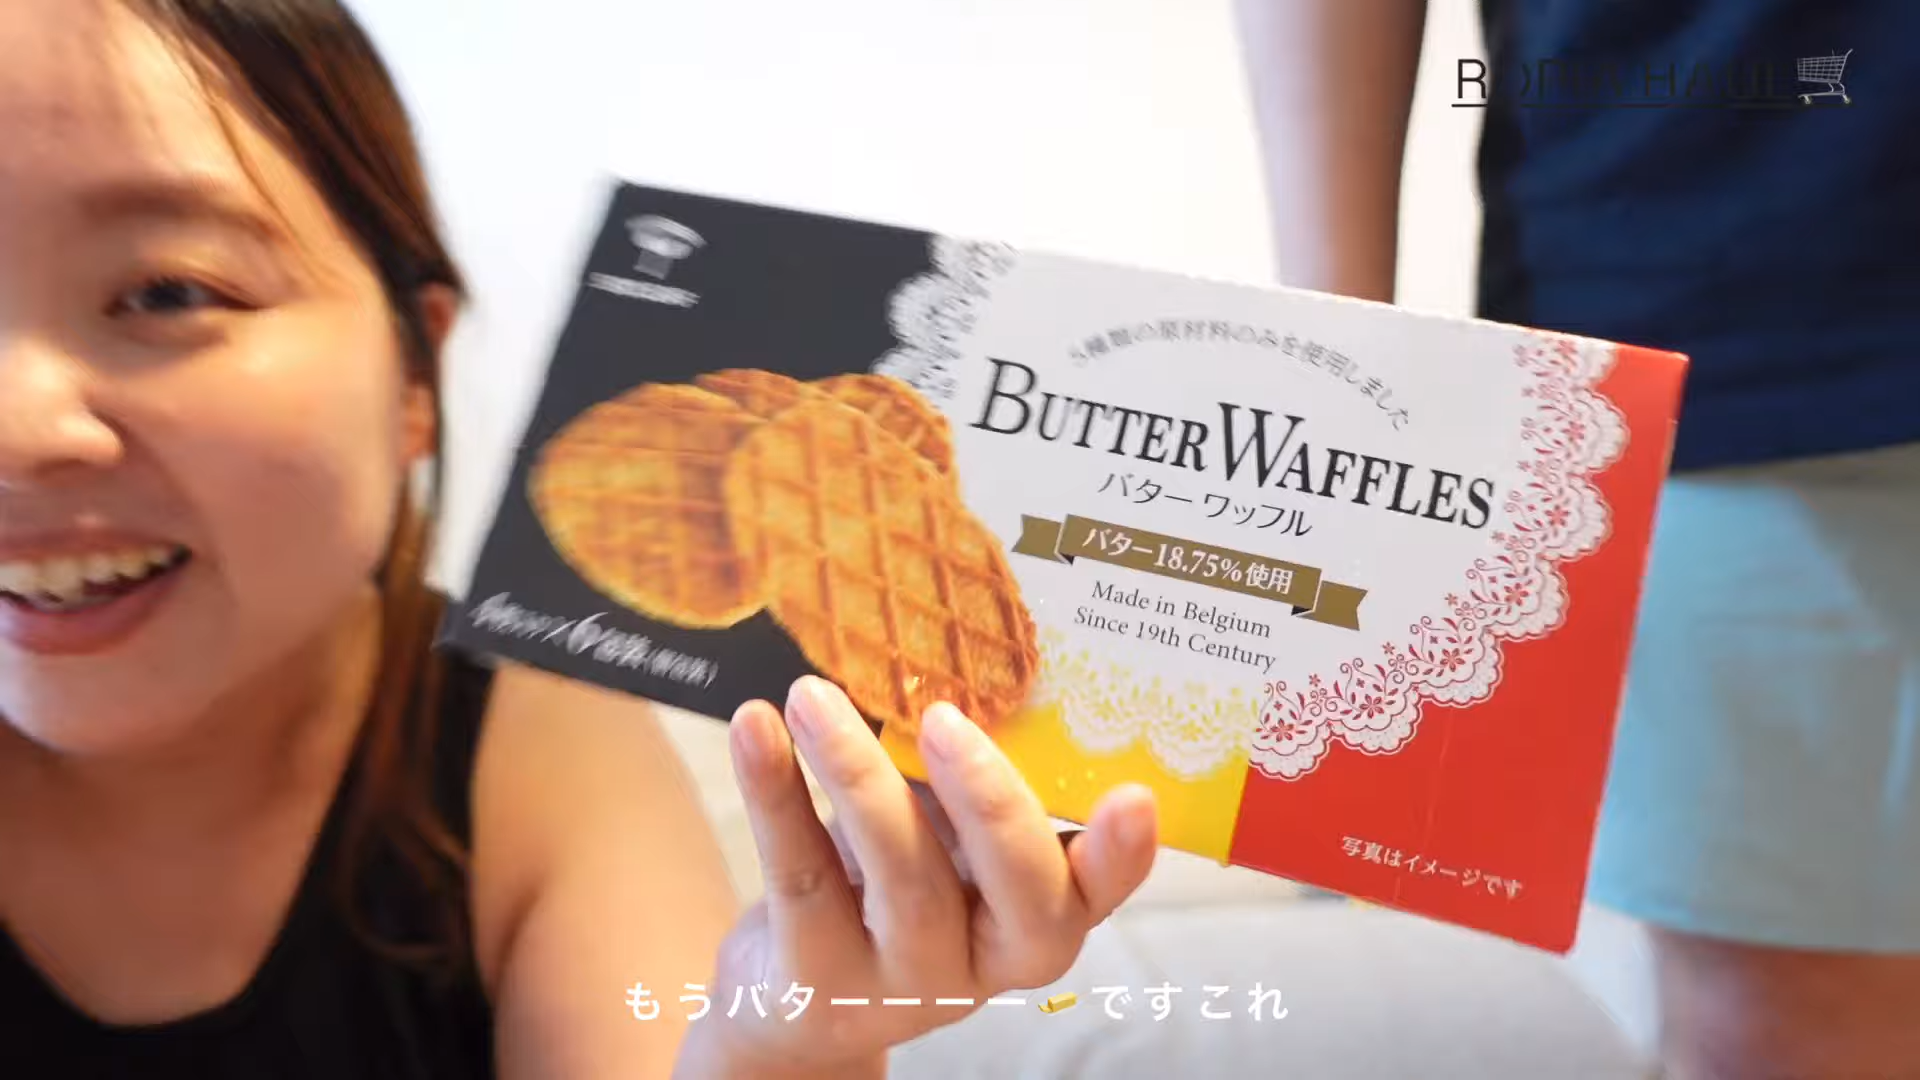 ROPIA HAUL
5種類の原材料のみを使用しました
BUTTER WAFFLES
バターワッフル
バター18.75%使用
Made in Belgium
Since 19th Century
写真はイメージです
もうバターーーーー🧈ですこれ